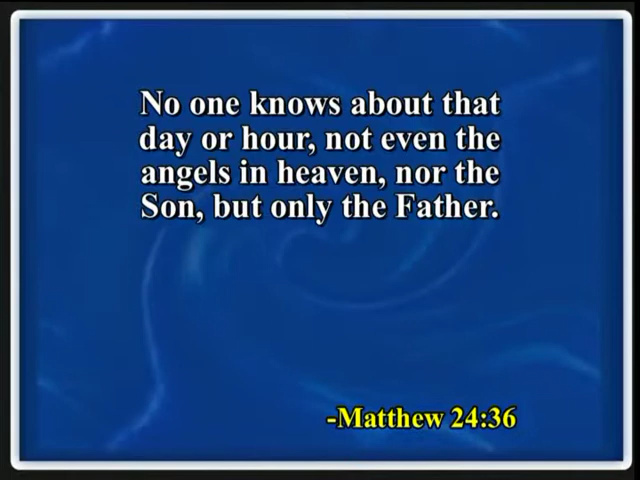 No one knows about that
day or hour, not even the
angels in heaven, nor the
Son, but only the Father.
-Matthew 24:36